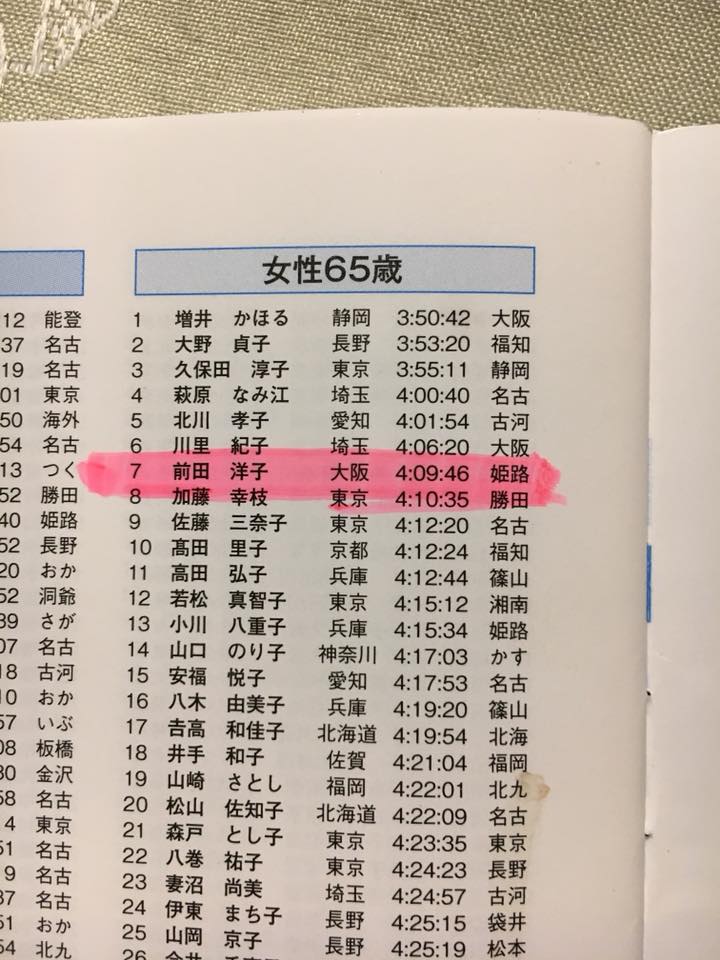 12 能登
37 名古
19 名古
01 東京
50 海外
54 名古
13 つく
52 勝田
40 姫路
52 長野
20 おか
52 洞爺
39 さが
07 名古
18 古河
10 おか
57 いぶ
08 板橋
30 金沢
58 名古
4 東京
51 名古
9 名古
37 名古
51 おか
54 北九
女性65歳
1 増井 かほる 静岡 3:50:42 大阪
2 大野 貞子 長野 3:53:20 福知
3 久保田 淳子 東京 3:55:11 静岡
4 萩原 なみ江 埼玉 4:00:40 名古
5 北川 孝子 愛知 4:01:54 古河
6 川里 紀子 埼玉 4:06:20 大阪
7 前田 洋子 大阪 4:09:46 姫路
8 加藤 幸枝 東京 4:10:35 勝田
9 佐藤 三奈子 東京 4:12:20 名古
10 髙田 里子 京都 4:12:24 福知
11 高田 弘子 兵庫 4:12:44 篠山
12 若松 真智子 東京 4:15:12 湘南
13 小川 八重子 兵庫 4:15:34 姫路
14 山口 のり子 神奈川 4:17:03 かす
15 安福 悦子 愛知 4:17:53 名古
16 八木 由美子 兵庫 4:19:20 篠山
17 𠮷高 和佳子 北海道 4:19:54 北海
18 井手 和子 佐賀 4:21:04 福岡
19 山崎 さとし 福岡 4:22:01 北九
20 松山 佐知子 北海道 4:22:09 名古
21 森戸 とし子 東京 4:23:35 東京
22 八巻 祐子 東京 4:24:23 長野
23 妻沼 尚美 埼玉 4:24:57 古河
24 伊東 まち子 長野 4:25:15 袋井
25 山岡 京子 長野 4:25:19 松本
26